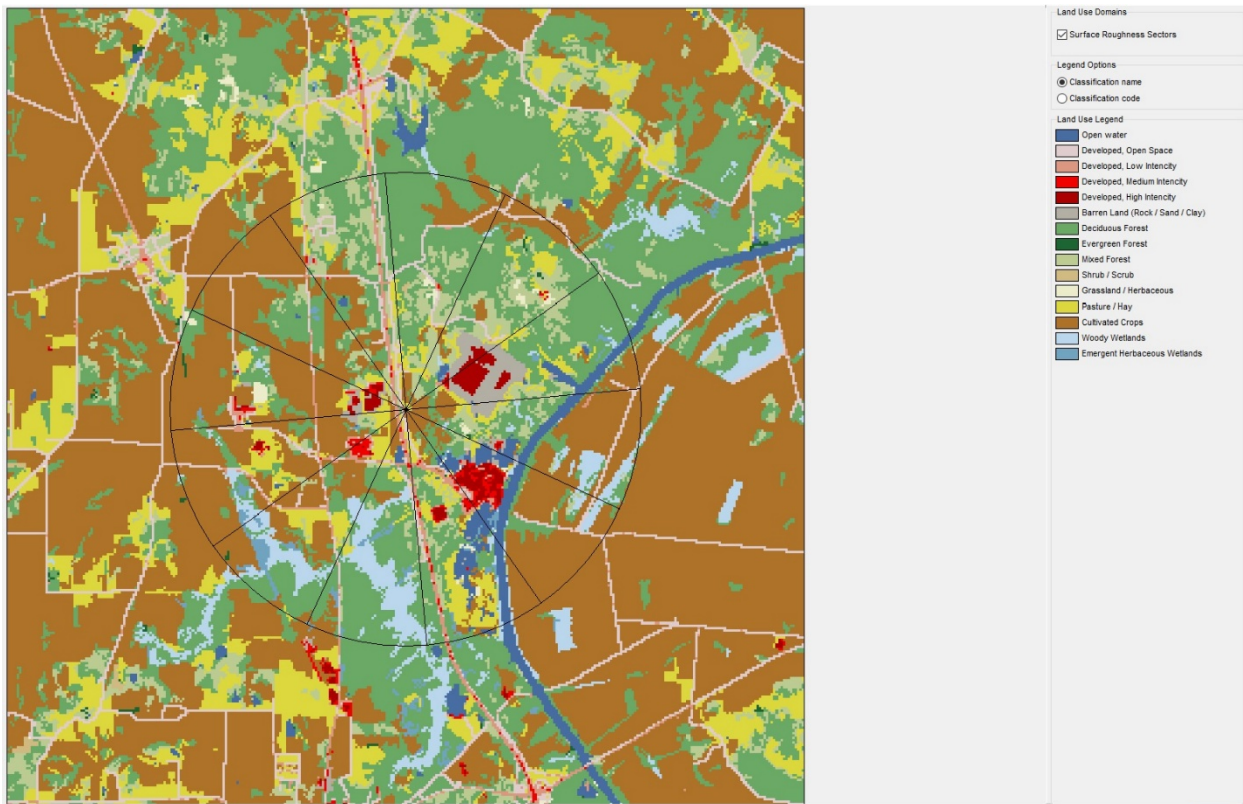 Land Use Domains
Surface Roughness Sectors
Legend Options
Classification name
Classification code
Land Use Legend
Open water
Developed, Open Space
Developed, Low Intencity
Developed, Medium Intencity
Developed, High Intencity
Barren Land (Rock / Sand / Clay)
Deciduous Forest
Evergreen Forest
Mixed Forest
Shrub / Scrub
Grassland / Herbaceous
Pasture / Hay
Cultivated Crops
Woody Wetlands
Emergent Herbaceous Wetlands